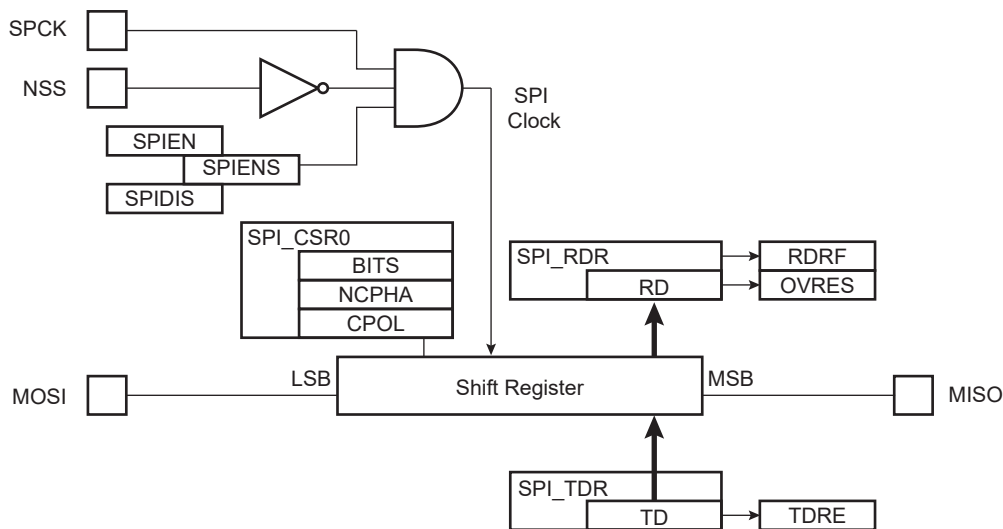 SPCK
NSS
SPI
Clock
SPIEN
SPIENS
SPIDIS
SPI_CSR0
BITS
NCPHA
CPOL
SPI_RDR
RD
RDRF
OVRES
MOSI
LSB
Shift Register
MSB
MISO
SPI_TDR
TD
TDRE